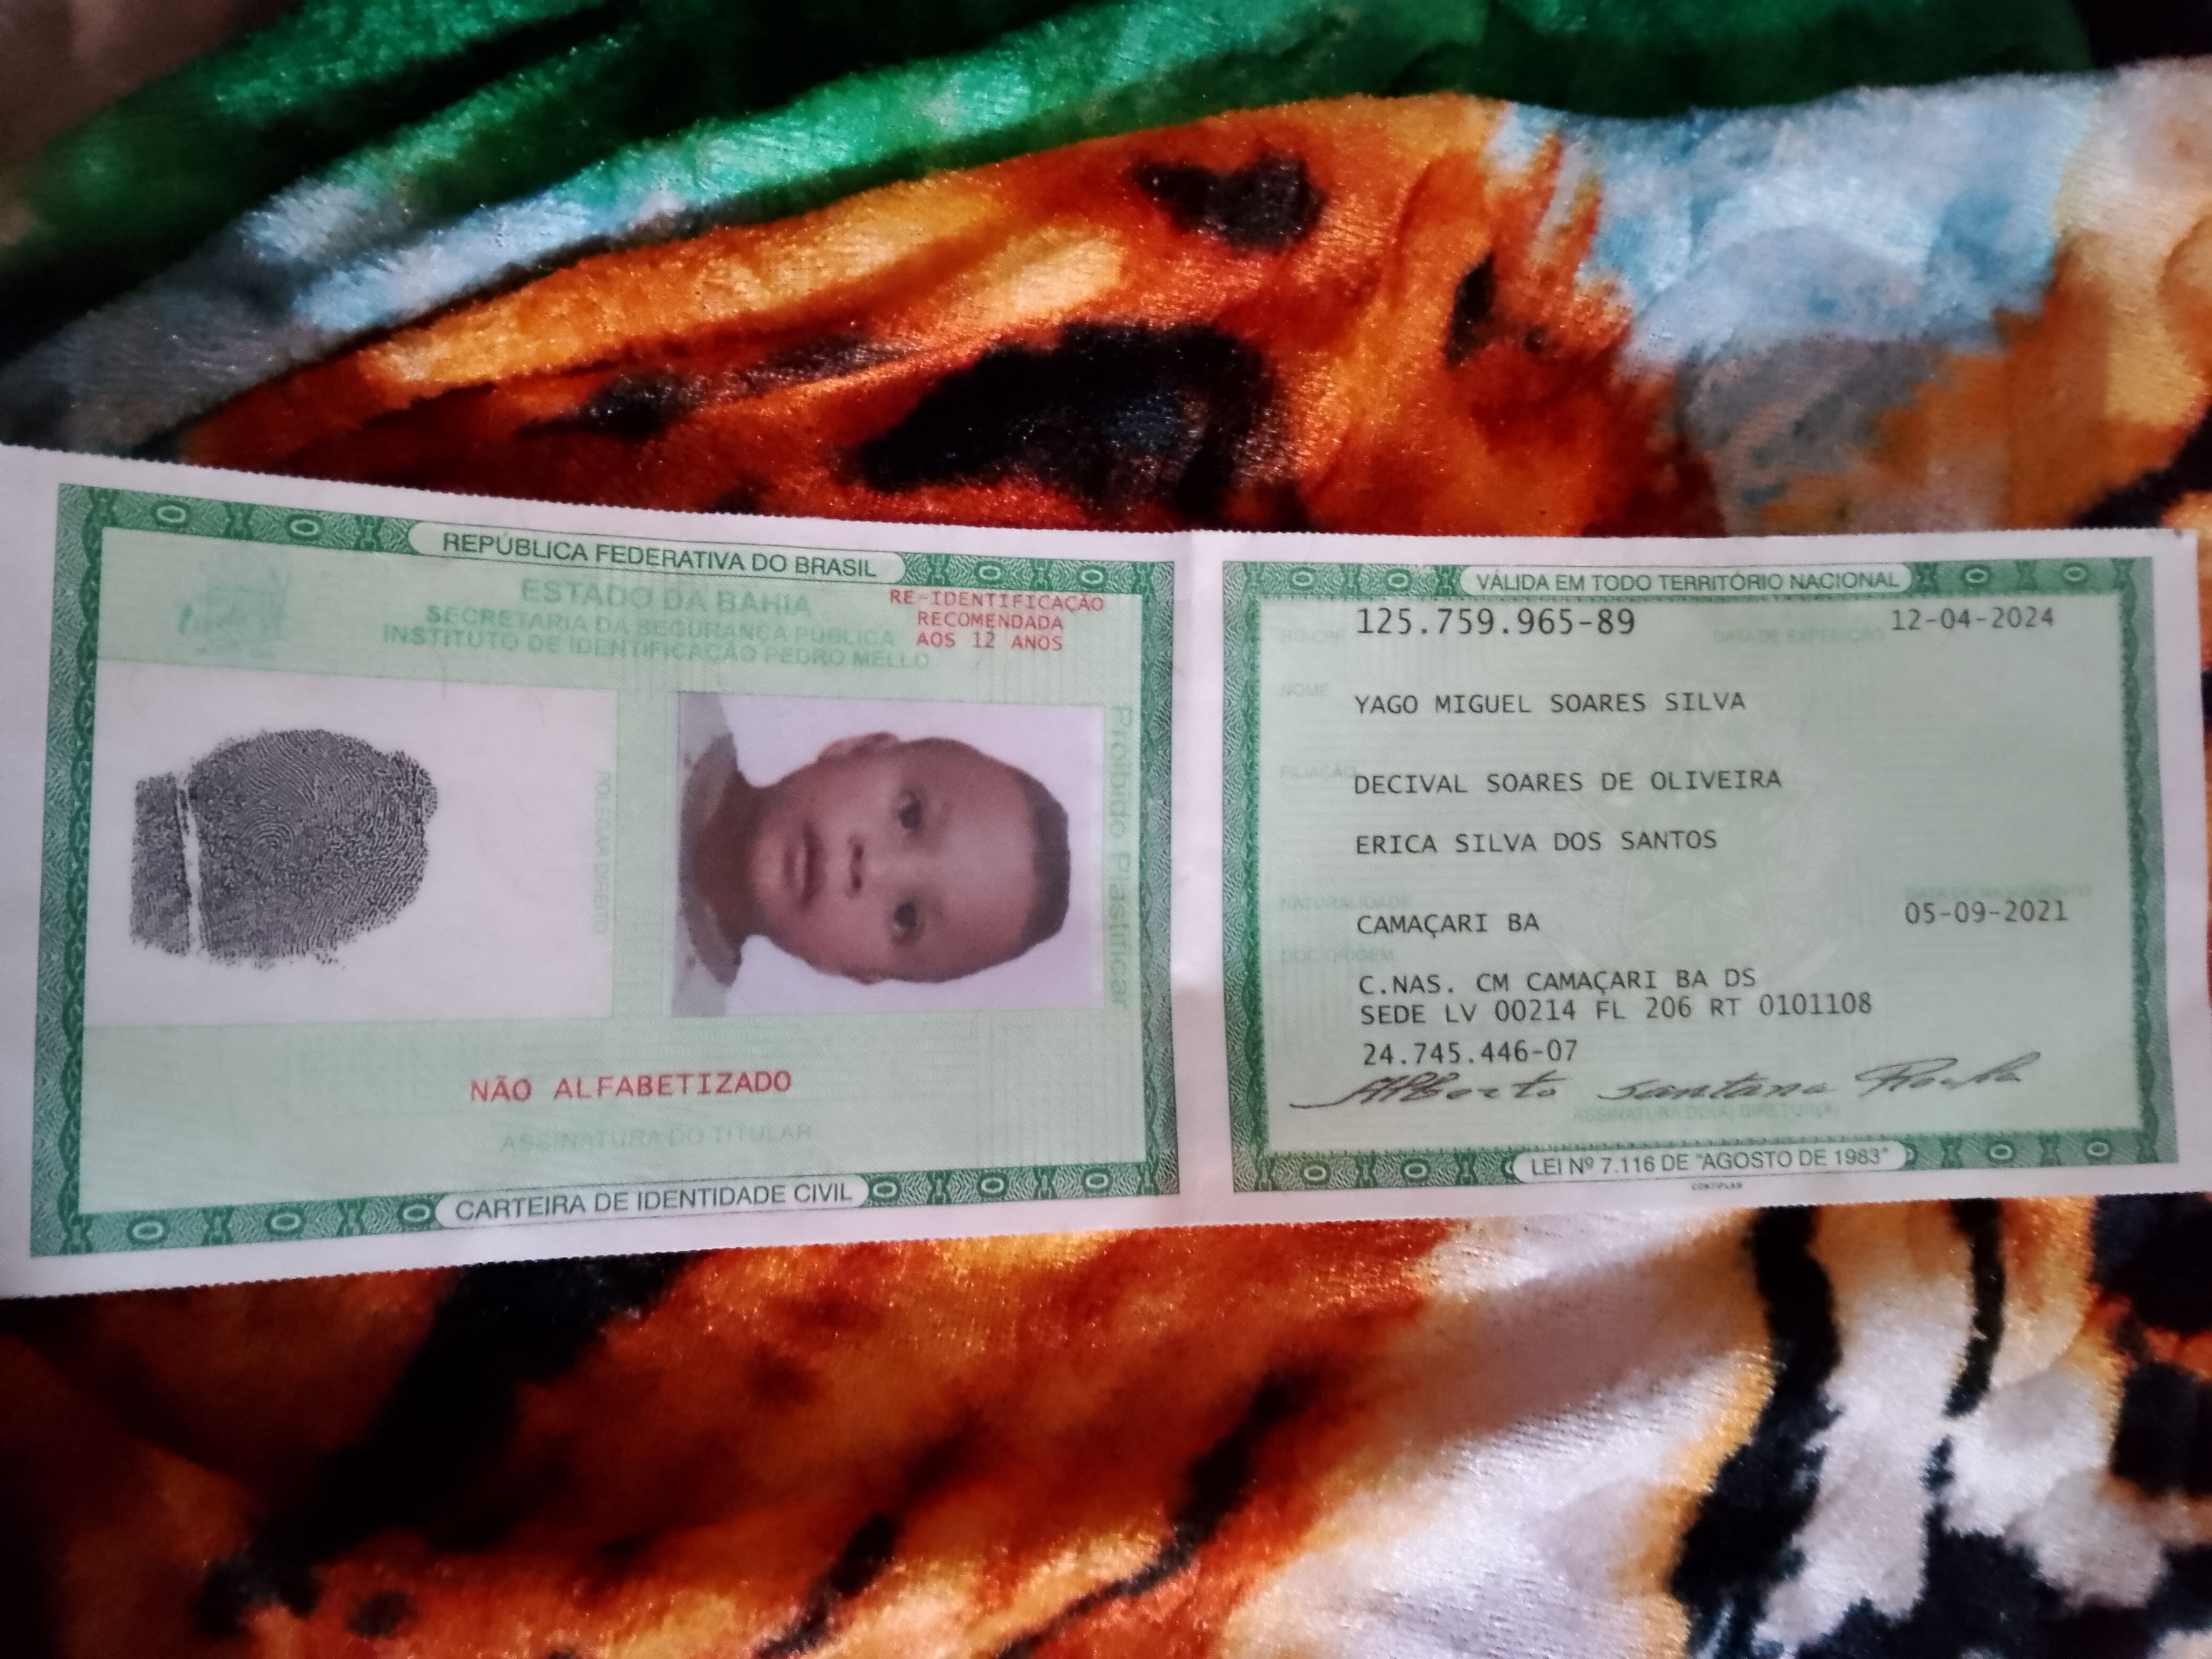 REPÚBLICA FEDERATIVA DO BRASIL
ESTADO DA BAHIA
SECRETARIA DA SEGURANÇA PÚBLICA
INSTITUTO DE IDENTIFICAÇÃO PEDRO MELLO
RE-IDENTIFICAÇÃO
RECOMENDADA
AOS 12 ANOS
POLEGAR DIREITO
Proibido Plastificar
NÃO ALFABETIZADO
ASSINATURA DO TITULAR
CARTEIRA DE IDENTIDADE CIVIL
VÁLIDA EM TODO TERRITÓRIO NACIONAL
125.759.965-89 DATA DE EXPEDIÇÃO 12-04-2024
NOME
YAGO MIGUEL SOARES SILVA
FILIAÇÃO
DECIVAL SOARES DE OLIVEIRA
ERICA SILVA DOS SANTOS
NATURALIDADE DATA DE NASCIMENTO
CAMAÇARI BA 05-09-2021
DOC ORIGEM
C.NAS. CM CAMAÇARI BA DS
SEDE LV 00214 FL 206 RT 0101108
24.745.446-07
Alberto Santana Rocha
LEI Nº 7.116 DE "AGOSTO DE 1983"
CONTIPLAN